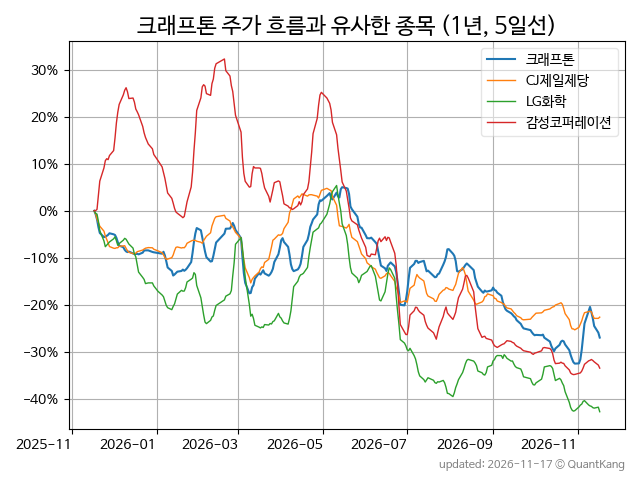 크래프톤 주가 흐름과 유사한 종목 (1년, 5일선)
크래프톤
CJ제일제당
LG화학
감성코퍼레이션
30%
20%
10%
0%
−10%
−20%
−30%
−40%
2025-11
2026-01
2026-03
2026-05
2026-07
2026-09
2026-11
updated: 2026-11-17 © QuantKang